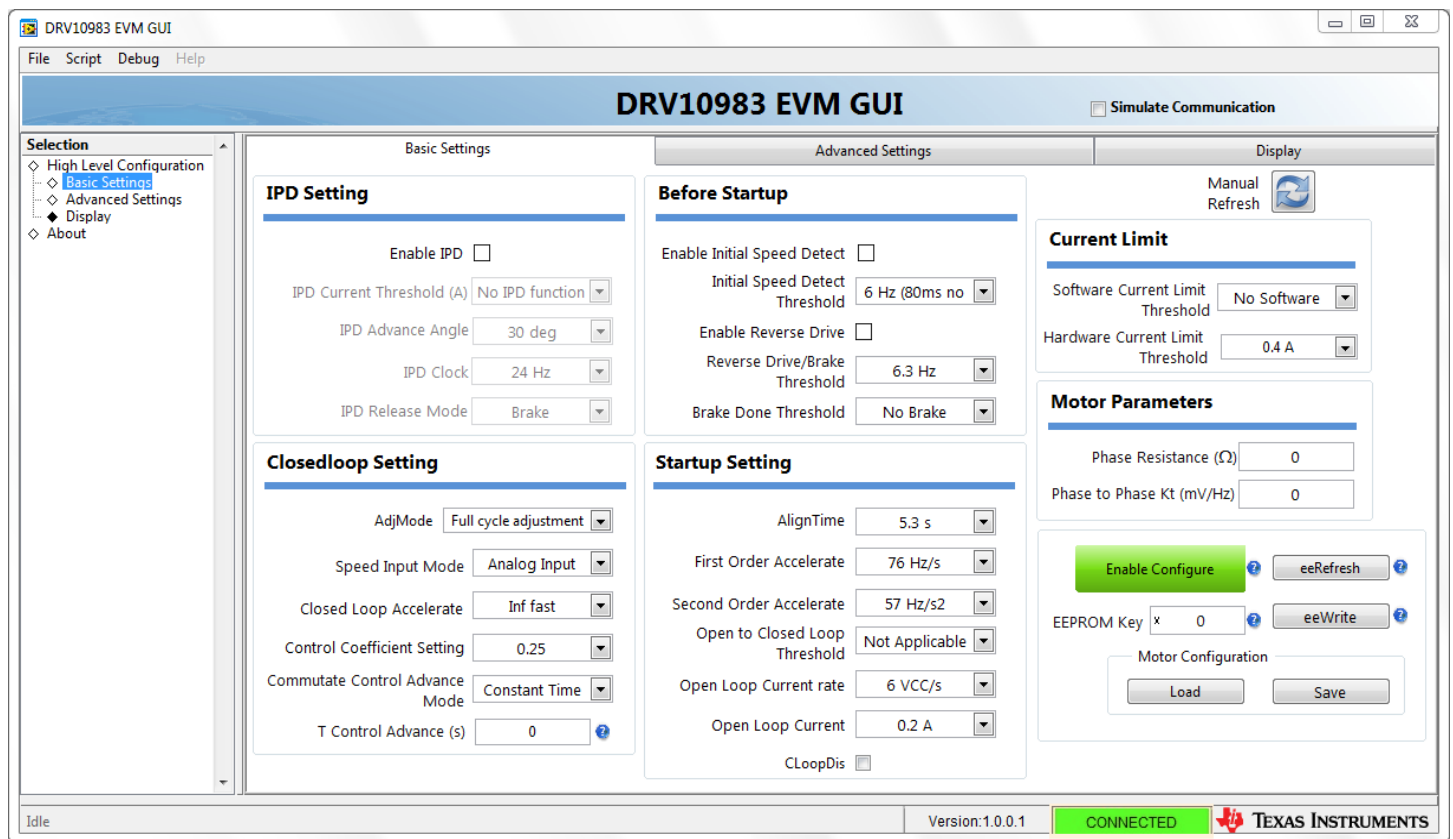 DRV10983 EVM GUI
File Script Debug Help
DRV10983 EVM GUI
Simulate Communication
Selection
High Level Configuration
Basic Settings
Advanced Settings
Display
About
Basic Settings
Advanced Settings
Display
IPD Setting
Enable IPD
IPD Current Threshold (A) No IPD function
IPD Advance Angle 30 deg
IPD Clock 24 Hz
IPD Release Mode Brake
Before Startup
Enable Initial Speed Detect
Initial Speed Detect
Threshold 6 Hz (80ms no
Enable Reverse Drive
Reverse Drive/Brake
Threshold 6.3 Hz
Brake Done Threshold No Brake
Manual
Refresh
Current Limit
Software Current Limit
Threshold No Software
Hardware Current Limit
Threshold 0.4 A
Motor Parameters
Phase Resistance (Ω) 0
Phase to Phase Kt (mV/Hz) 0
Closedloop Setting
AdjMode Full cycle adjustment
Speed Input Mode Analog Input
Closed Loop Accelerate Inf fast
Control Coefficient Setting 0.25
Commutate Control Advance
Mode Constant Time
T Control Advance (s) 0 ?
Startup Setting
AlignTime 5.3 s
First Order Accelerate 76 Hz/s
Second Order Accelerate 57 Hz/s2
Open to Closed Loop
Threshold Not Applicable
Open Loop Current rate 6 VCC/s
Open Loop Current 0.2 A
CLoopDis
Enable Configure ? eeRefresh ?
EEPROM Key x 0 ? eeWrite ?
Motor Configuration
Load Save
Idle
Version:1.0.0.1
CONNECTED
TEXAS INSTRUMENTS